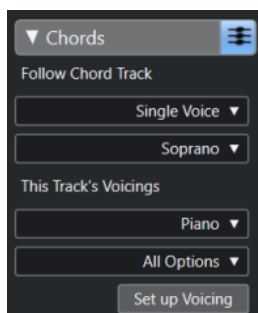 Chords
Follow Chord Track
Single Voice
Soprano
This Track's Voicings
Piano
All Options
Set up Voicing